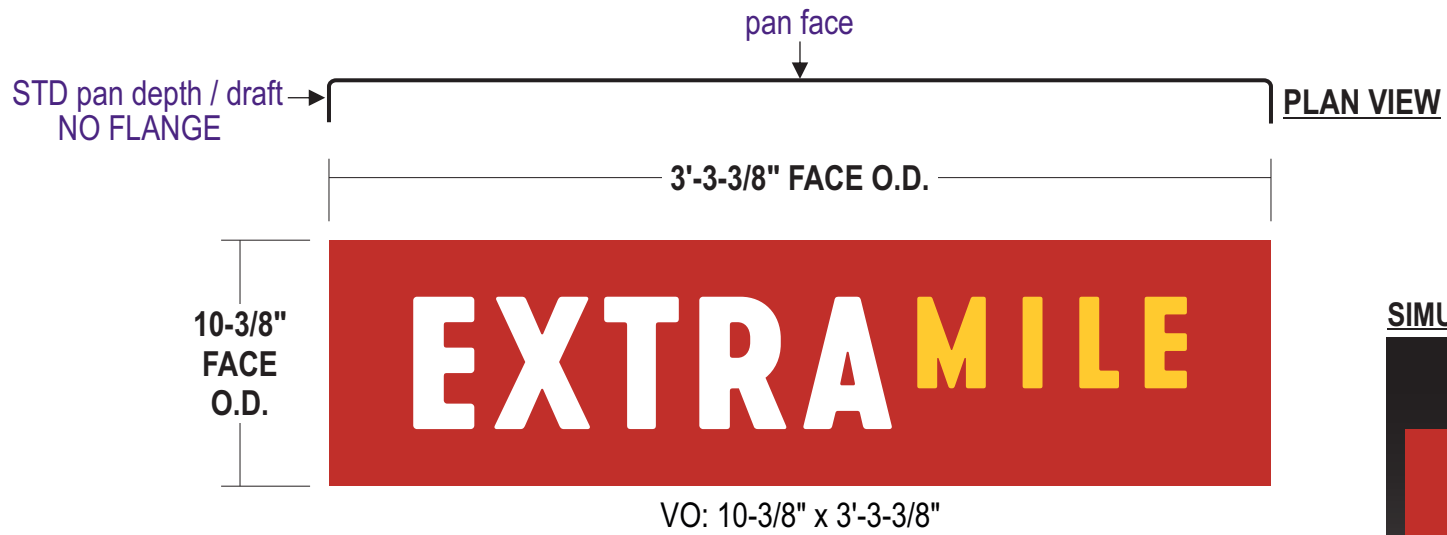 pan face
STD pan depth / draft
NO FLANGE
PLAN VIEW
3'-3-3/8" FACE O.D.
10-3/8"
FACE
O.D.
EXTRAMILE
VO: 10-3/8" x 3'-3-3/8"